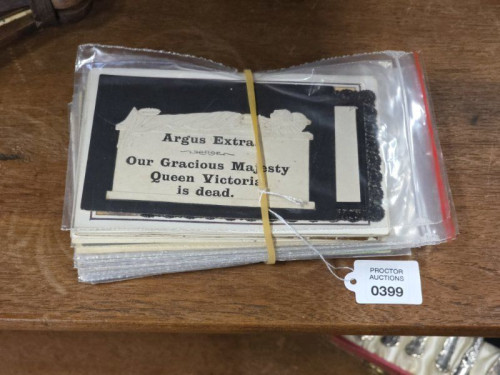 Argus Extra.
Our Gracious Majesty
Queen Victoria
is dead.
PROCTOR
AUCTIONS
0399